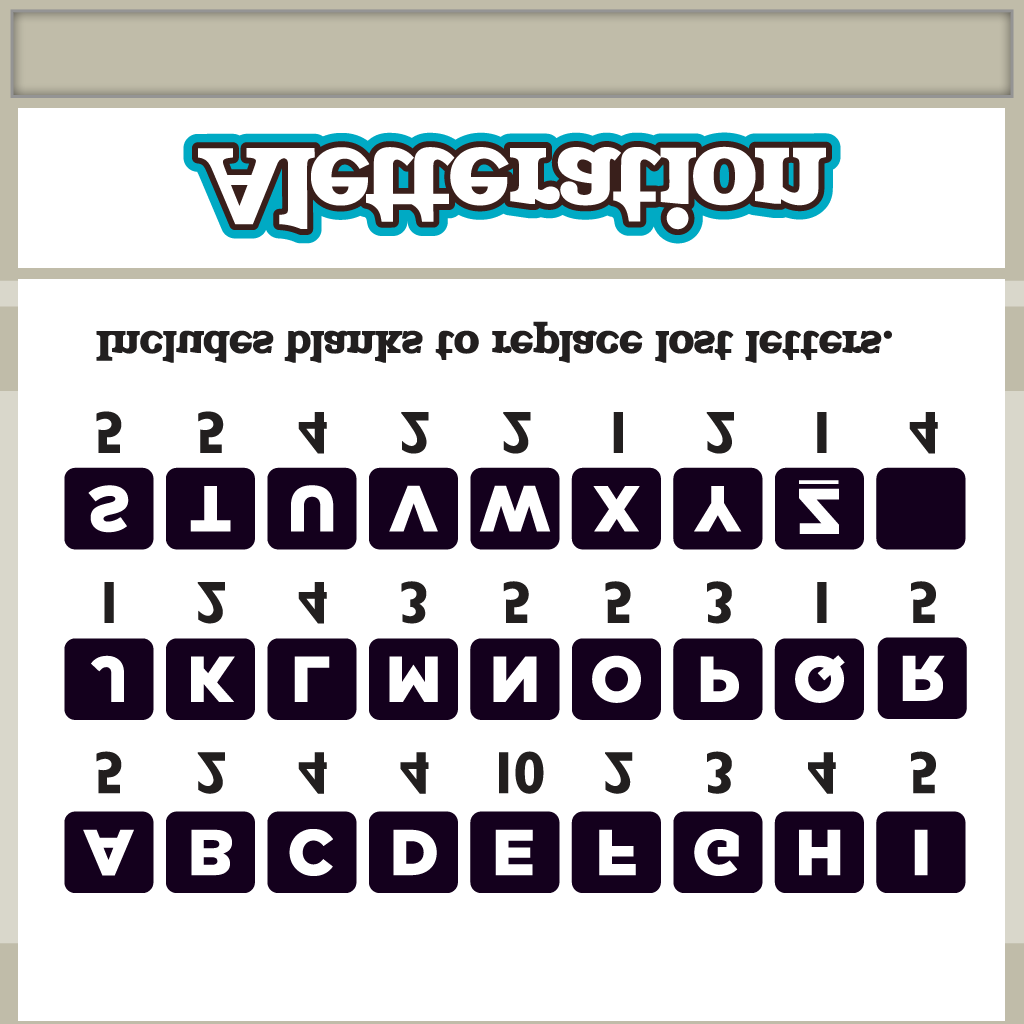 A B C D E F G H I
5 2 4 4 10 2 3 4 5
J K L M N O P Q R
1 2 4 3 5 5 3 1 5
S T U V W X Y Z
5 5 4 2 2 1 2 1 4
Includes blanks to replace lost letters.
Aletteration